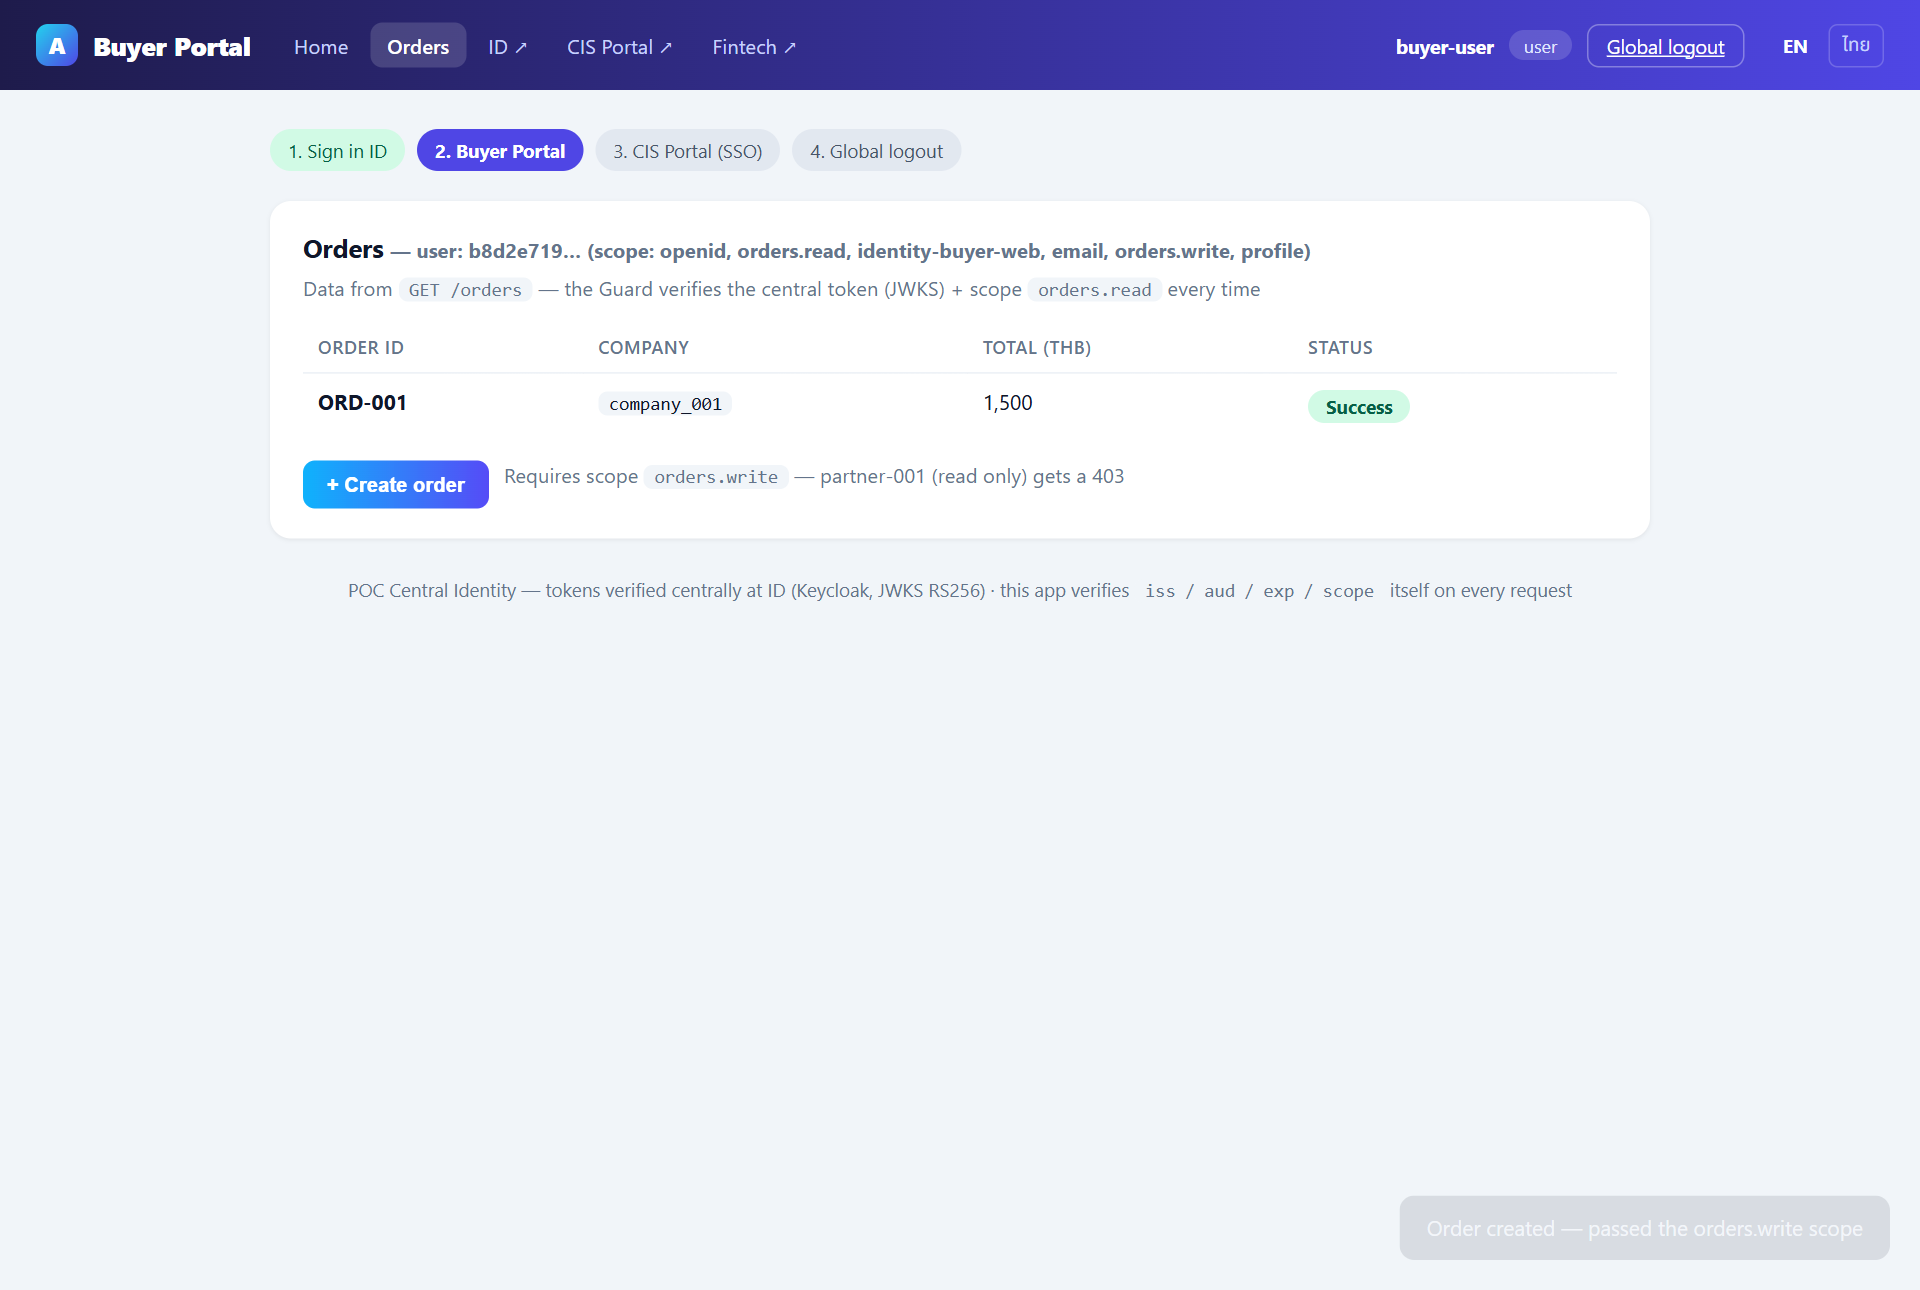 A Buyer Portal Home Orders ID ↗ CIS Portal ↗ Fintech ↗ buyer-user user Global logout EN ไทย
1. Sign in ID 2. Buyer Portal 3. CIS Portal (SSO) 4. Global logout
Orders — user: b8d2e719... (scope: openid, orders.read, identity-buyer-web, email, orders.write, profile)
Data from GET /orders — the Guard verifies the central token (JWKS) + scope orders.read every time
ORDER ID COMPANY TOTAL (THB) STATUS
ORD-001 company_001 1,500 Success
+ Create order Requires scope orders.write — partner-001 (read only) gets a 403
POC Central Identity — tokens verified centrally at ID (Keycloak, JWKS RS256) · this app verifies iss / aud / exp / scope itself on every request
Order created — passed the orders.write scope